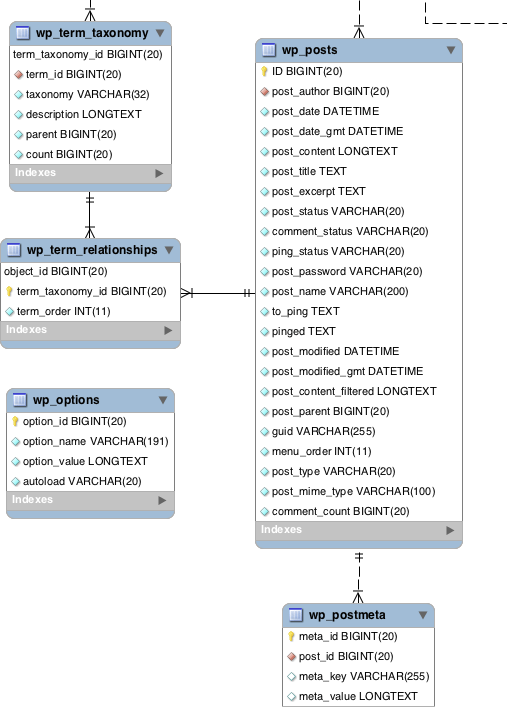 wp_term_taxonomy
term_taxonomy_id BIGINT(20)
term_id BIGINT(20)
taxonomy VARCHAR(32)
description LONGTEXT
parent BIGINT(20)
count BIGINT(20)
Indexes
wp_term_relationships
object_id BIGINT(20)
term_taxonomy_id BIGINT(20)
term_order INT(11)
Indexes
wp_options
option_id BIGINT(20)
option_name VARCHAR(191)
option_value LONGTEXT
autoload VARCHAR(20)
Indexes
wp_posts
ID BIGINT(20)
post_author BIGINT(20)
post_date DATETIME
post_date_gmt DATETIME
post_content LONGTEXT
post_title TEXT
post_excerpt TEXT
post_status VARCHAR(20)
comment_status VARCHAR(20)
ping_status VARCHAR(20)
post_password VARCHAR(20)
post_name VARCHAR(200)
to_ping TEXT
pinged TEXT
post_modified DATETIME
post_modified_gmt DATETIME
post_content_filtered LONGTEXT
post_parent BIGINT(20)
guid VARCHAR(255)
menu_order INT(11)
post_type VARCHAR(20)
post_mime_type VARCHAR(100)
comment_count BIGINT(20)
Indexes
wp_postmeta
meta_id BIGINT(20)
post_id BIGINT(20)
meta_key VARCHAR(255)
meta_value LONGTEXT